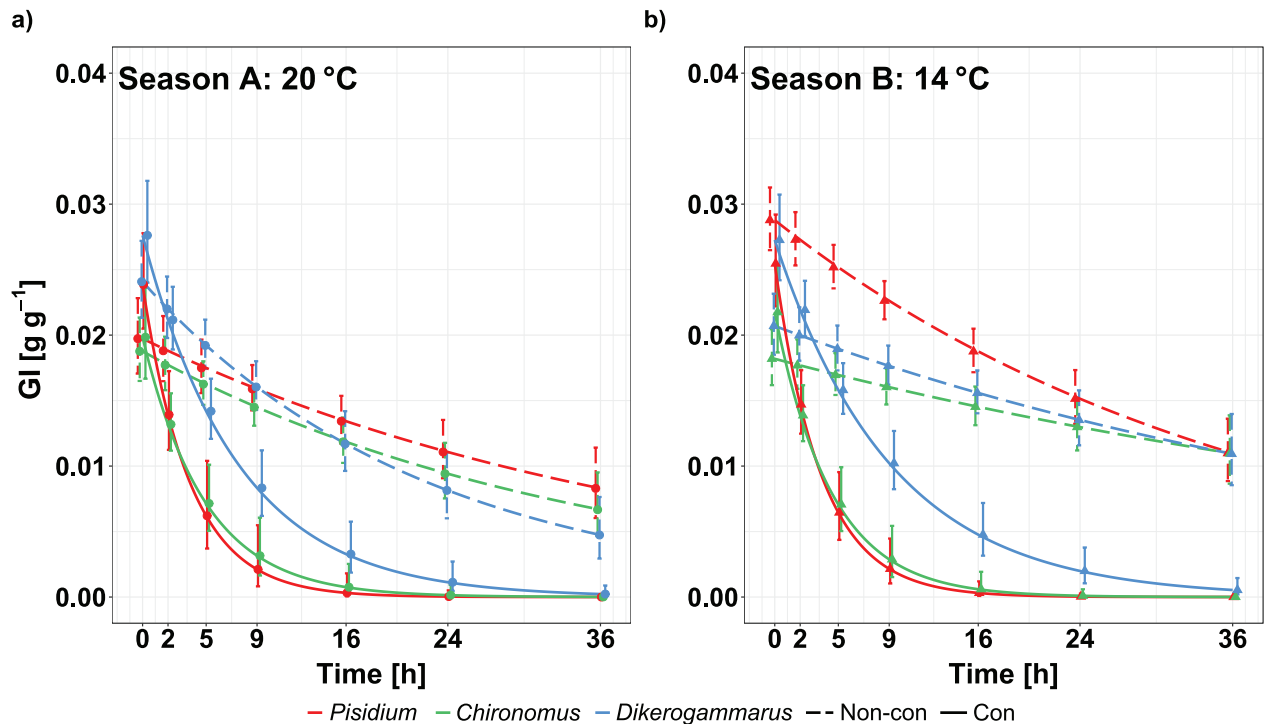 a)
Season A: 20 °C
GI [g g⁻¹]
0.04
0.03
0.02
0.01
0.00
0 2 5 9 16 24 36
Time [h]
b)
Season B: 14 °C
0.04
0.03
0.02
0.01
0.00
0 2 5 9 16 24 36
Time [h]
Pisidium Chironomus Dikerogammarus Non-con Con